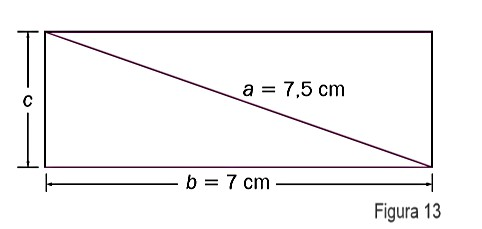 a = 7,5 cm
c
b = 7 cm
Figura 13